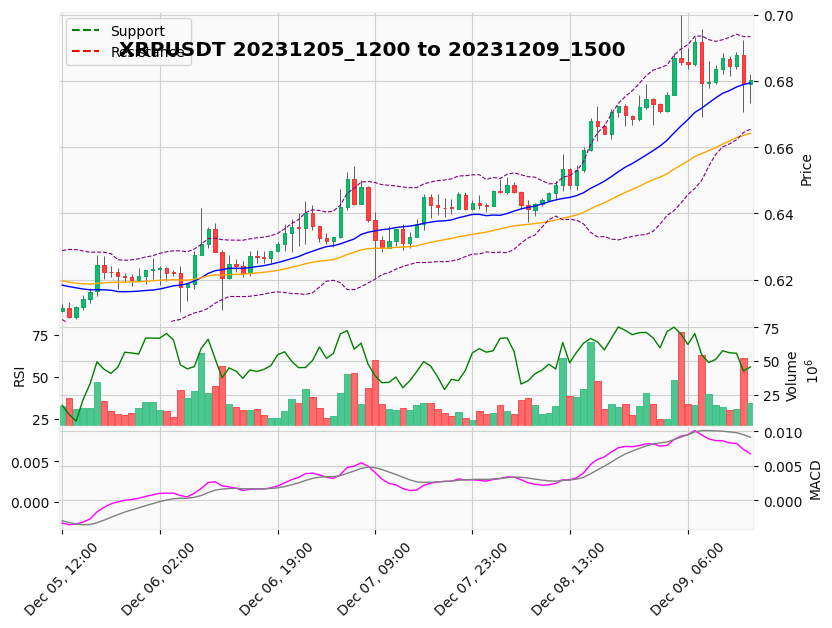 XRPUSDT 20231205_1200 to 20231209_1500
Support
Resistance
0.70
0.68
0.66
0.64
0.62
Price
75
50
25
RSI
75
50
25
Volume
10^6
0.005
0.000
0.010
0.005
0.000
MACD
Dec 05, 12:00
Dec 06, 02:00
Dec 06, 19:00
Dec 07, 09:00
Dec 07, 23:00
Dec 08, 13:00
Dec 09, 06:00